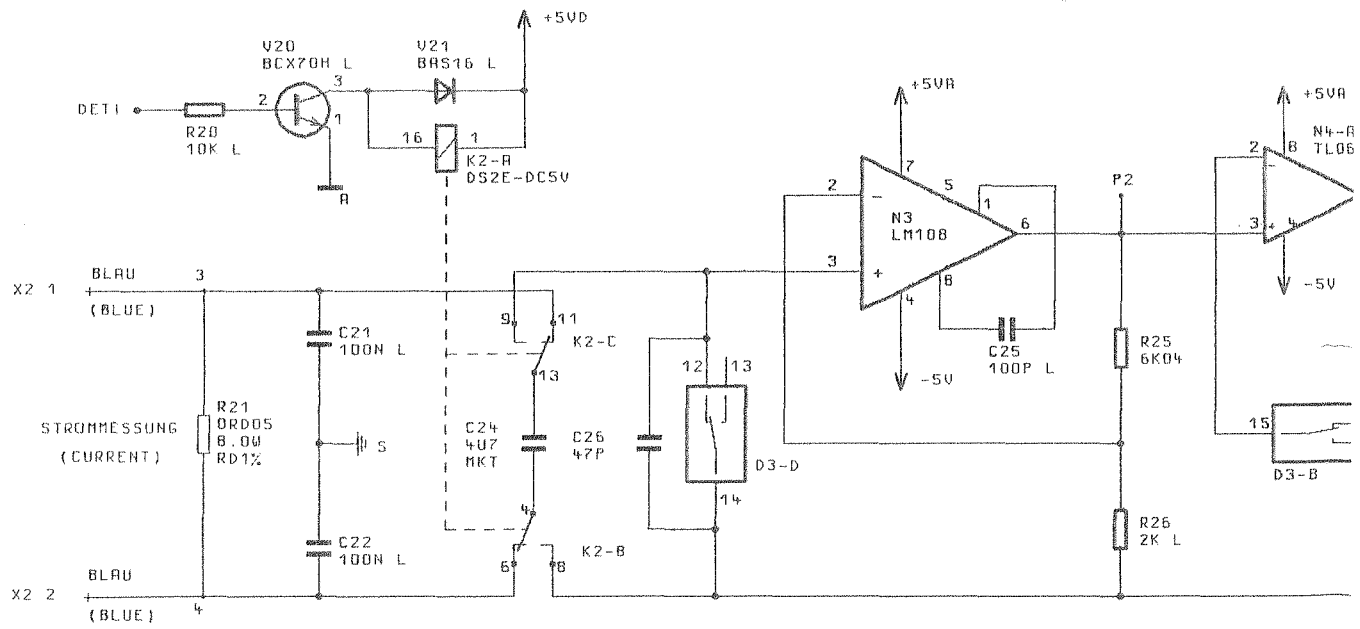 +5VD
V20
BCX70H L
V21
BAS16 L
3
DET1
2
1
R20
10K L
16
1
K2-A
DS2E-DC5V
A
+5VA
+5VA
N4-A
TL06
2
8
-
P2
7
2
5
-
1
N3
LM108
6
3
+
4
3
+
8
4
-5V
C25
100P L
-5V
R25
6K04
X2 1
BLAU
(BLUE)
3
9
11
K2-C
13
C21
100N L
12
13
STROMMESSUNG
(CURRENT)
R21
0RD05
8.0W
RD1%
S
C24
4U7
MKT
C26
47P
D3-D
14
15
D3-B
4
K2-B
6
8
C22
100N L
R26
2K L
X2 2
BLAU
(BLUE)
4